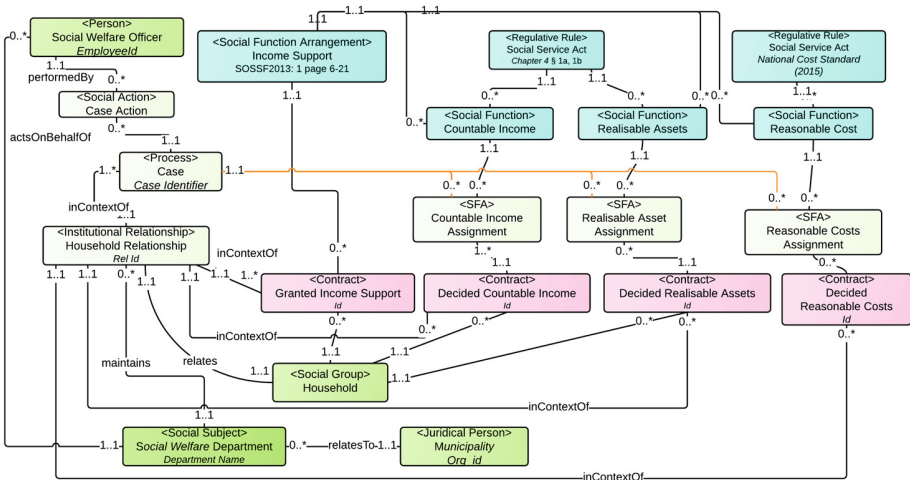 1..1
1..1
<Person>
Social Welfare Officer
EmployeeId
0..*
1..1
performedBy
0..*
<Social Function Arrangement>
Income Support
SOSSF2013: 1 page 6-21
1..1
<Regulative Rule>
Social Service Act
Chapter 4 § 1a, 1b
1..1
<Regulative Rule>
Social Service Act
National Cost Standard
(2015)
1..1
0..*
0..*
0..*
0..*
0..*
<Social Action>
Case Action
0..*
actsOnBehalfOf
1..1
0..*
<Social Function>
Countable Income
1..1
<Social Function>
Realisable Assets
1..1
<Social Function>
Reasonable Cost
1..1
<Process>
Case
Case Identifier
1..*
1..1
inContextOf
1..1
0..*
0..*
0..*
0..*
0..*
0..*
<SFA>
Countable Income
Assignment
1..*
1..1
<SFA>
Realisable Asset
Assignment
0..*
1..1
<SFA>
Reasonable Costs
Assignment
0..*
<Institutional Relationship>
Household Relationship
Rel Id
inContextOf
0..*
1..1
1..1
0..*
1..1
1..1
1..1
1..*
<Contract>
Granted Income Support
Id
0..*
<Contract>
Decided Countable Income
Id
0..*
0..*
<Contract>
Decided Realisable Assets
Id
0..*
0..*
<Contract>
Decided
Reasonable Costs
Id
0..*
inContextOf
1..1
1..1
maintains
relates
1..1
1..1
<Social Group>
Household
inContextOf
1..1
<Social Subject>
Social Welfare Department
Department Name
1..1
0..*
relatesTo
1..1
<Juridical Person>
Municipality
Org_id
inContextOf